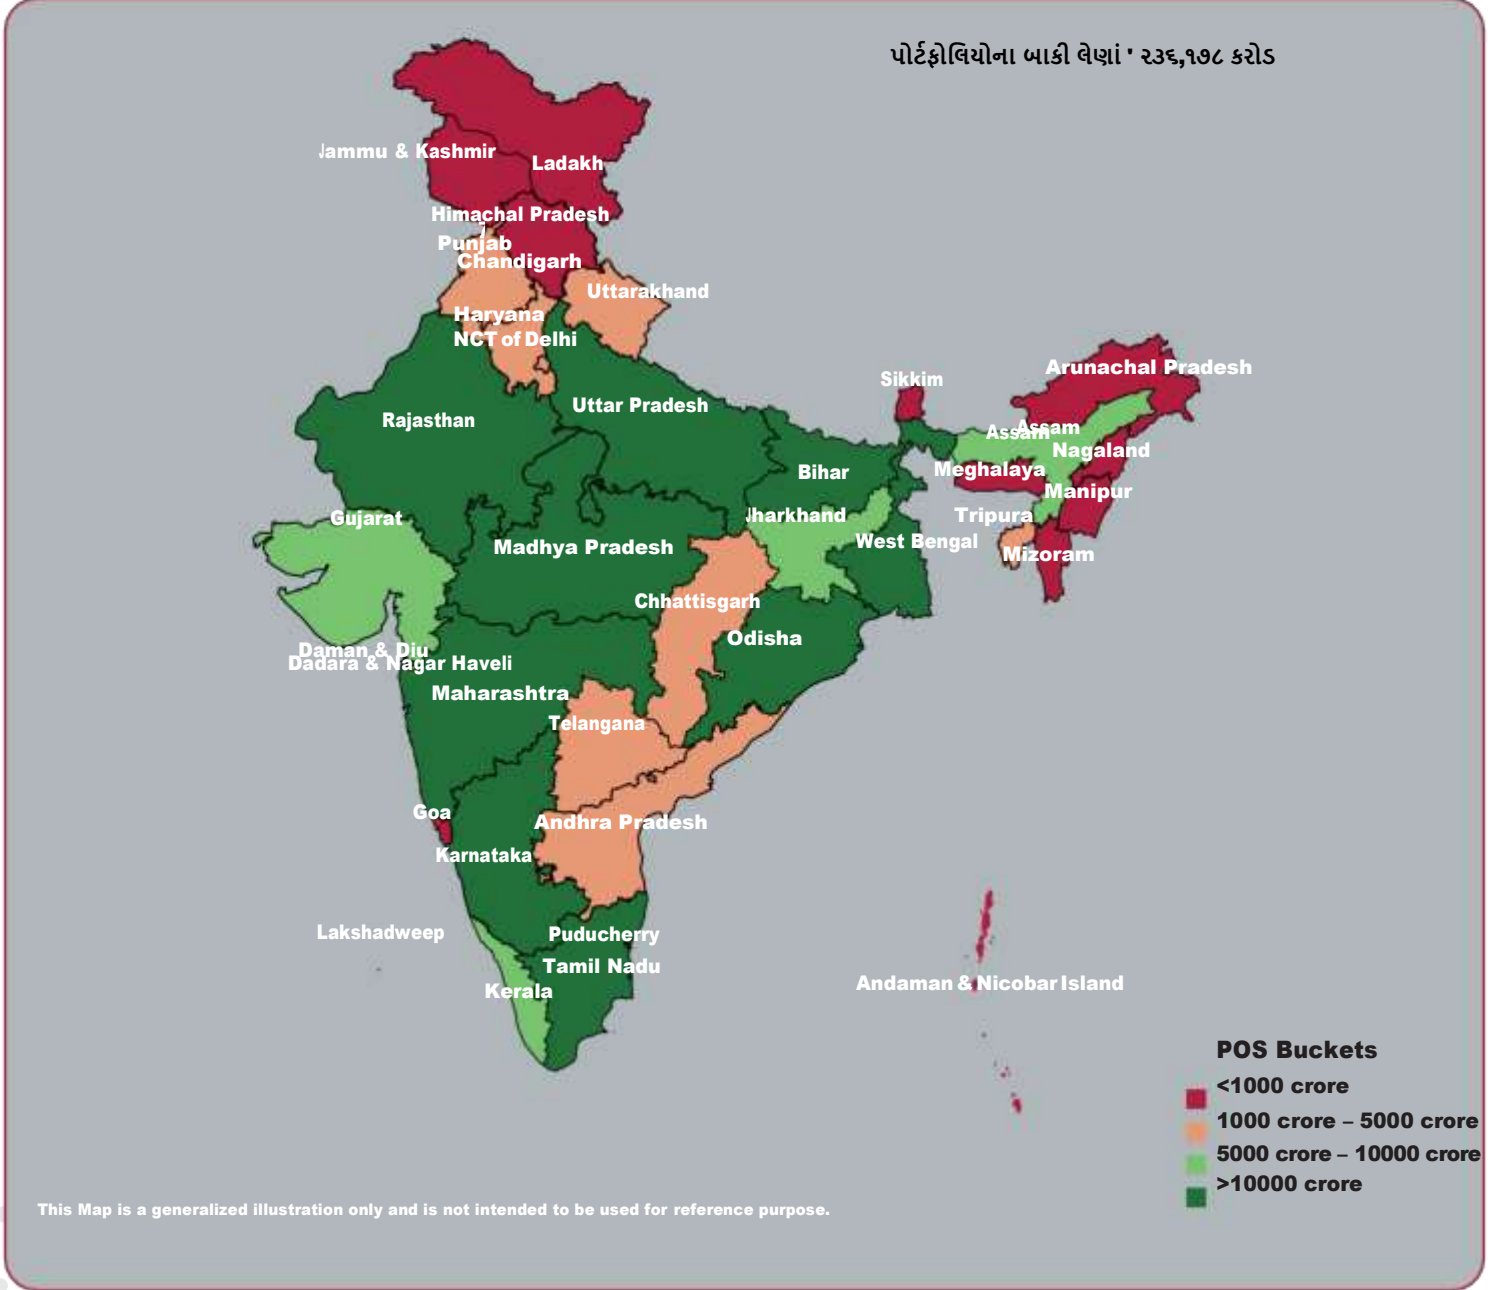 પોર્ટફોલિયોના બાકી લેણાં ' ૨૩૬,૧૭૮ કરોડ
Jammu & Kashmir
Ladakh
Himachal Pradesh
Punjab
Chandigarh
Uttarakhand
Haryana
NCT of Delhi
Arunachal Pradesh
Sikkim
Uttar Pradesh
Rajasthan
Assam
Assam
Nagaland
Bihar
Meghalaya
Manipur
Gujarat
Jharkhand
Tripura
West Bengal
Madhya Pradesh
Mizoram
Chhattisgarh
Odisha
Daman & Diu
Dadara & Nagar Haveli
Maharashtra
Telangana
Goa
Andhra Pradesh
Karnataka
Lakshadweep
Puducherry
Tamil Nadu
Kerala
Andaman & Nicobar Island
POS Buckets
<1000 crore
1000 crore – 5000 crore
5000 crore – 10000 crore
>10000 crore
This Map is a generalized illustration only and is not intended to be used for reference purpose.